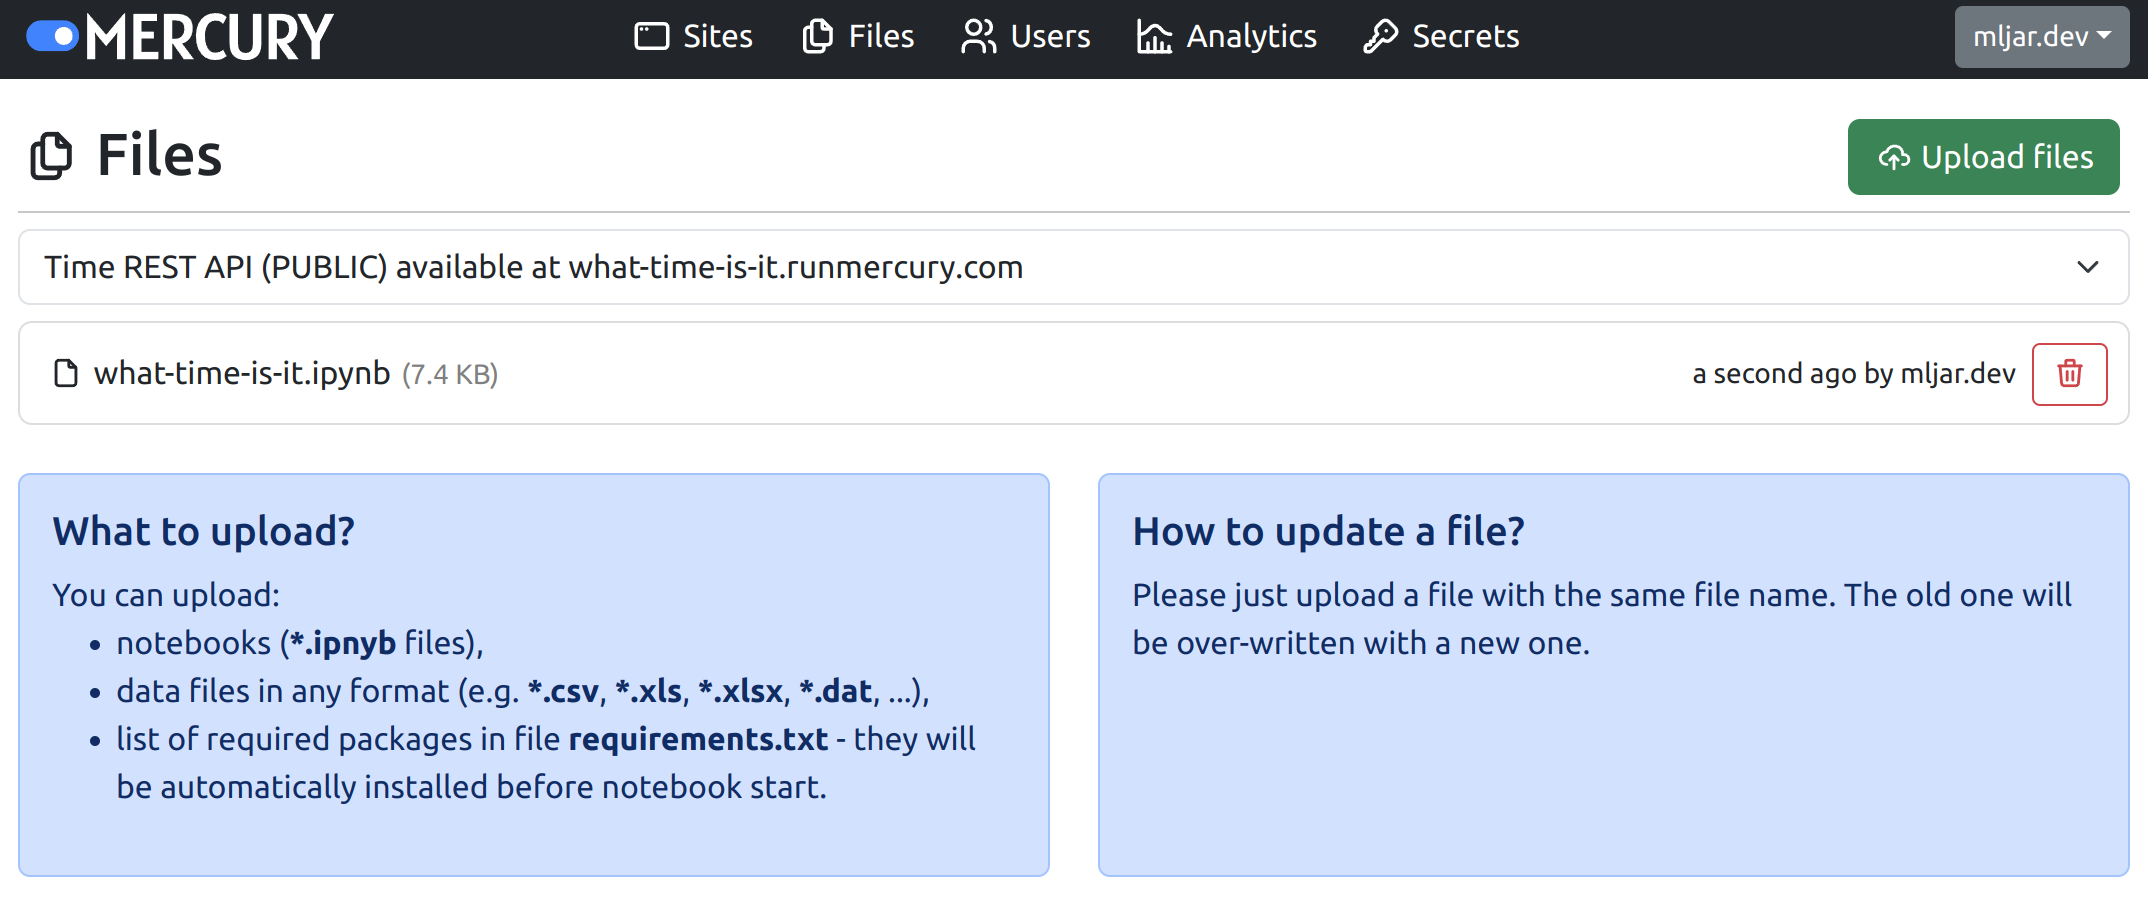 MERCURY
Sites Files Users Analytics Secrets
mljar.dev
Files
Upload files
Time REST API (PUBLIC) available at what-time-is-it.runmercury.com
what-time-is-it.ipynb (7.4 KB)
a second ago by mljar.dev
What to upload?
You can upload:
• notebooks (*.ipnyb files),
• data files in any format (e.g. *.csv, *.xls, *.xlsx, *.dat, ...),
• list of required packages in file requirements.txt - they will
be automatically installed before notebook start.
How to update a file?
Please just upload a file with the same file name. The old one will
be over-written with a new one.